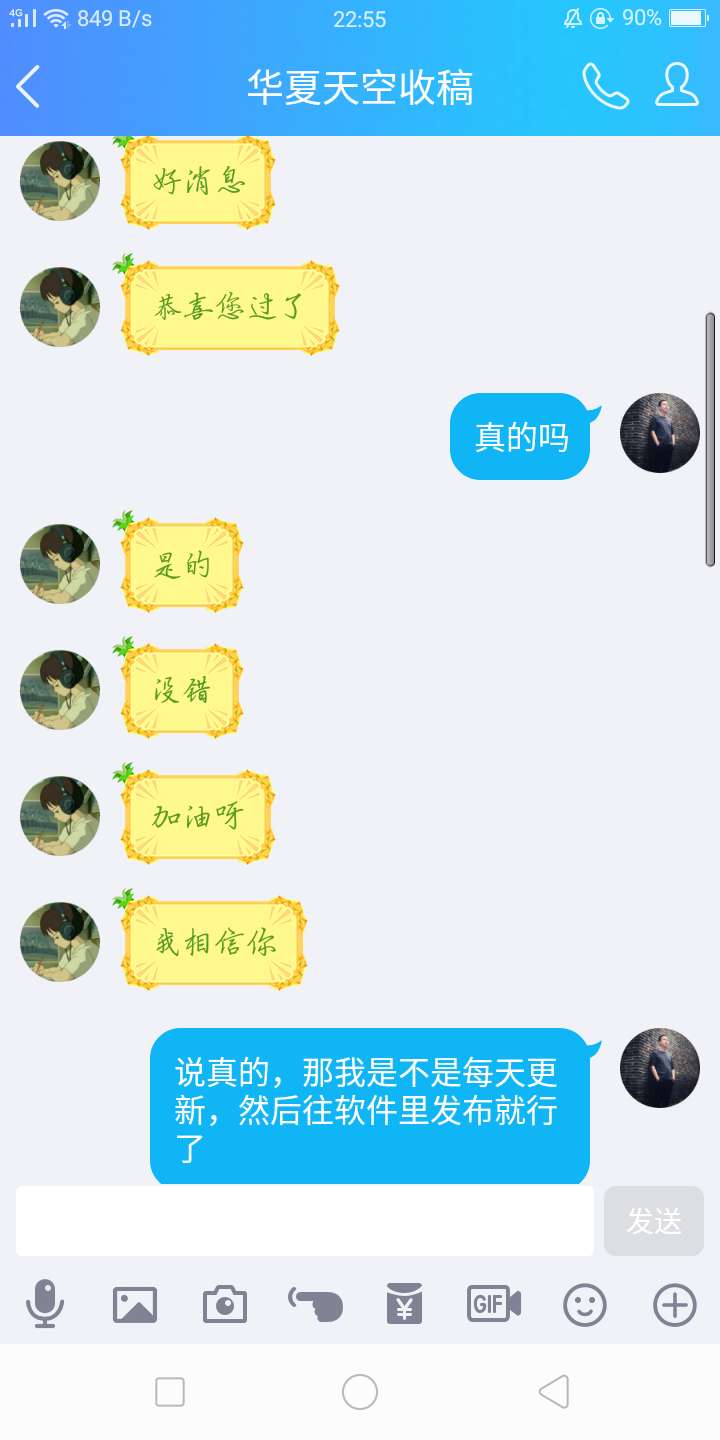 4G 849 B/s 22:55 90%
华夏天空收稿
好消息
恭喜您过了
真的吗
是的
没错
加油呀
我相信你
说真的，那我是不是每天更
新，然后往软件里发布就行
了
发送
¥ GIF